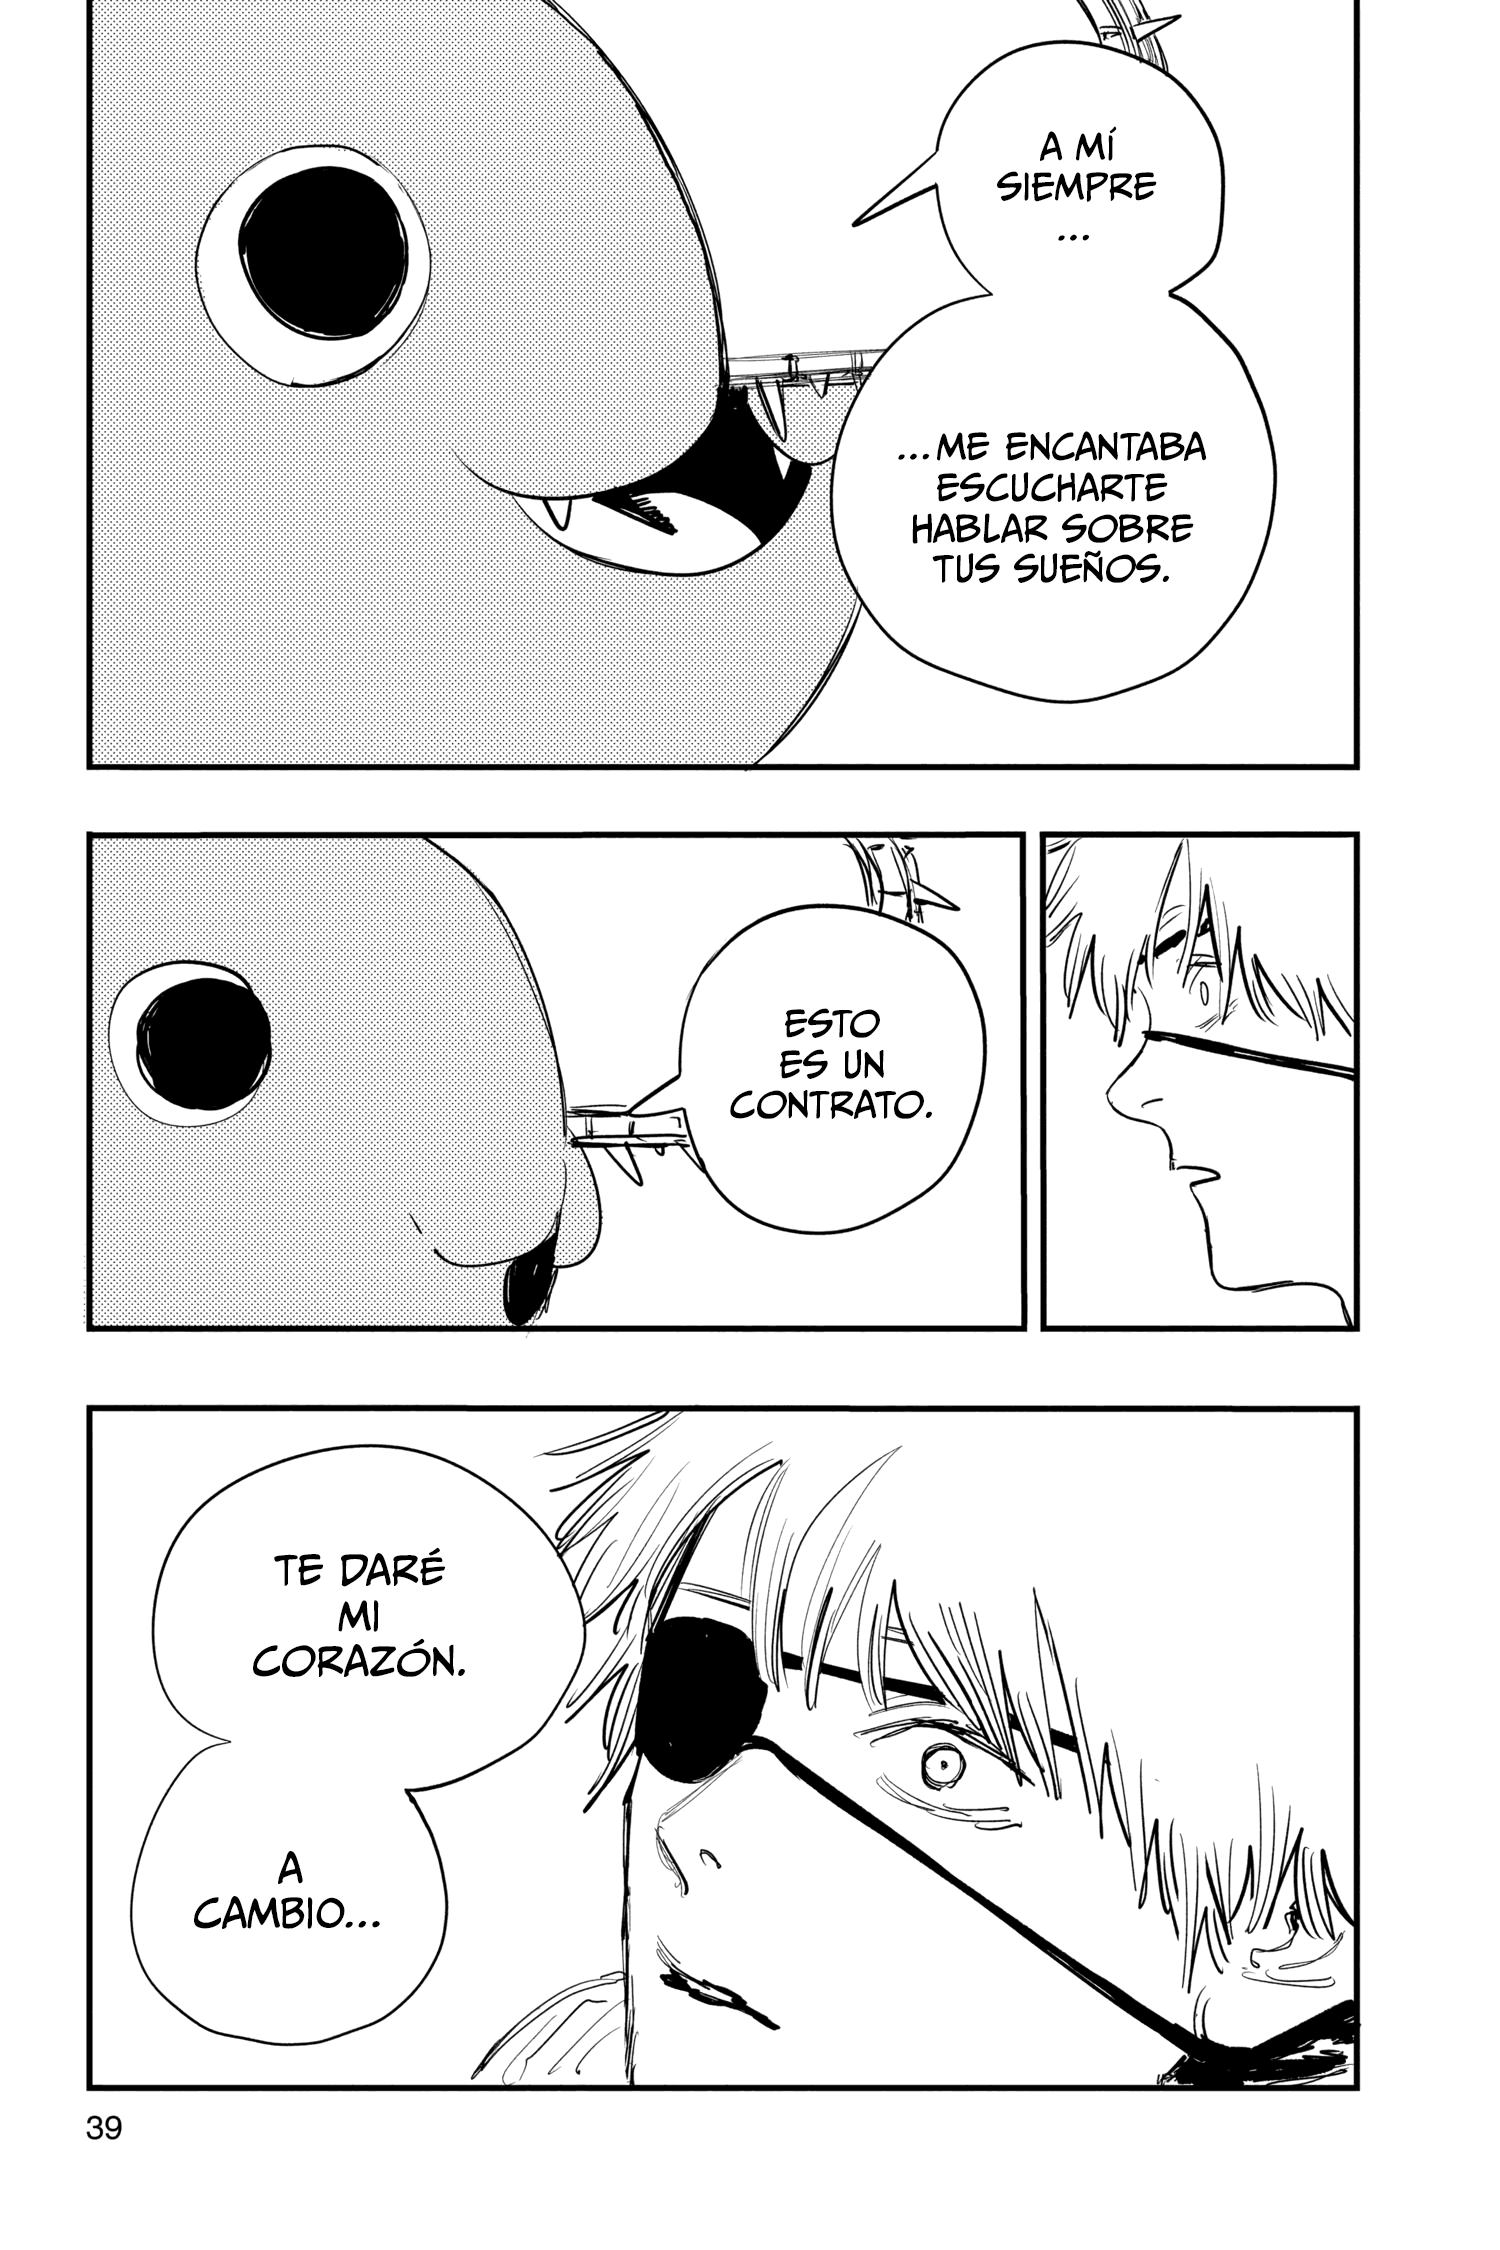 A MÍ
SIEMPRE
...
...ME ENCANTABA
ESCUCHARTE
HABLAR SOBRE
TUS SUEÑOS.
ESTO
ES UN
CONTRATO.
TE DARÉ
MI
CORAZÓN.
A
CAMBIO...
39